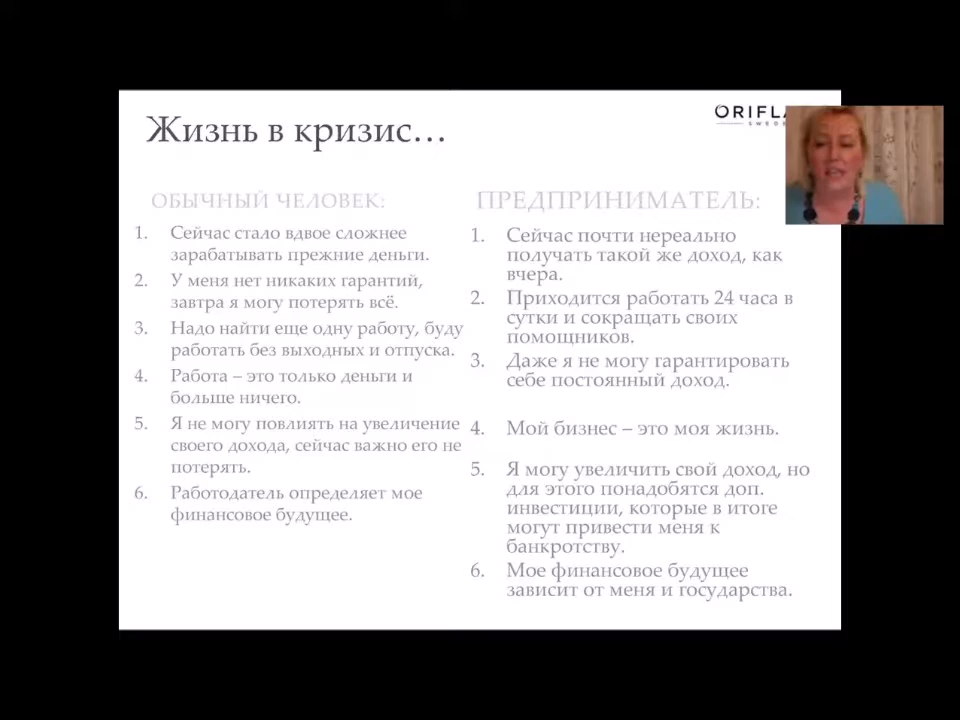 Жизнь в кризис…
ORIFLA
SWEDE
ОБЫЧНЫЙ ЧЕЛОВЕК:
1. Сейчас стало вдвое сложнее
зарабатывать прежние деньги.
2. У меня нет никаких гарантий,
завтра я могу потерять всё.
3. Надо найти еще одну работу, буду
работать без выходных и отпуска.
4. Работа – это только деньги и
больше ничего.
5. Я не могу повлиять на увеличение
своего дохода, сейчас важно его не
потерять.
6. Работодатель определяет мое
финансовое будущее.
ПРЕДПРИНИМАТЕЛЬ:
1. Сейчас почти нереально
получать такой же доход, как
вчера.
2. Приходится работать 24 часа в
сутки и сокращать своих
помощников.
3. Даже я не могу гарантировать
себе постоянный доход.
4. Мой бизнес – это моя жизнь.
5. Я могу увеличить свой доход, но
для этого понадобятся доп.
инвестиции, которые в итоге
могут привести меня к
банкротству.
6. Мое финансовое будущее
зависит от меня и государства.